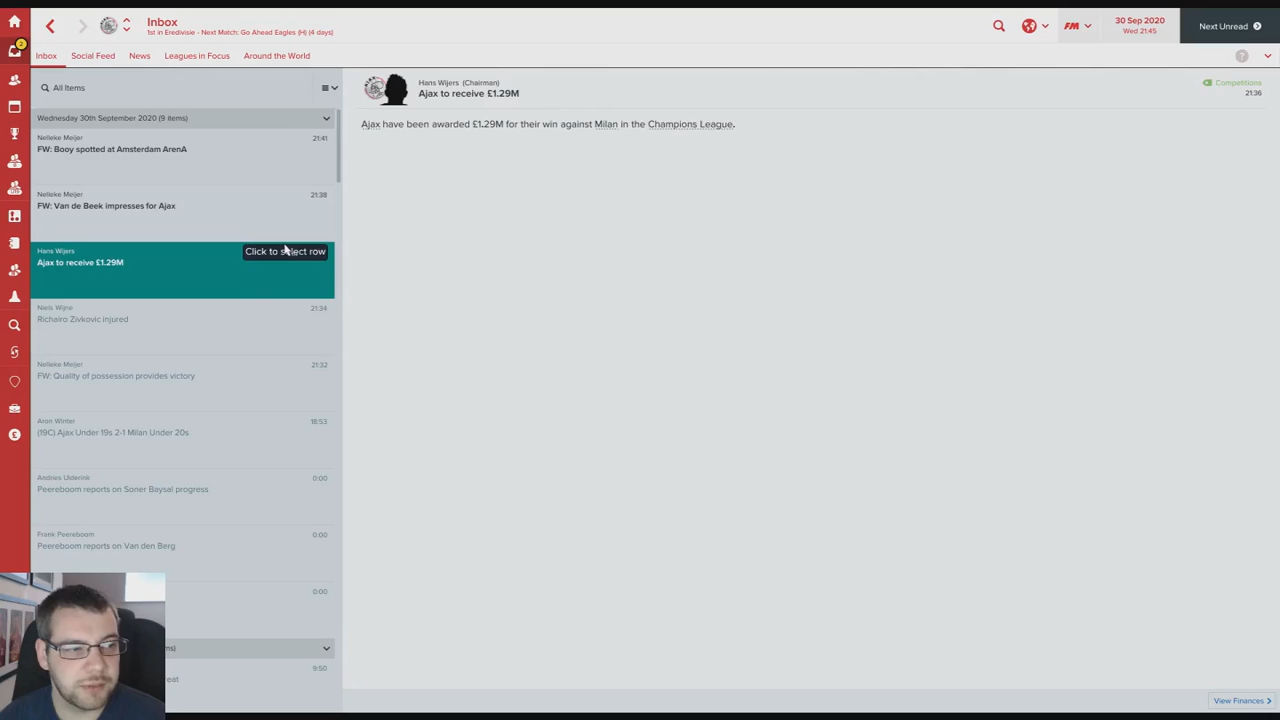 Inbox
1st in Eredivisie - Next Match: Go Ahead Eagles (H) (4 days)
FM
30 Sep 2020
Wed 21:45
Next Unread
2
Inbox
Social Feed
News
Leagues in Focus
Around the World
?
All Items
Wednesday 30th September 2020 (9 items)
Nelleke Meijer 21:41
FW: Booy spotted at Amsterdam ArenA
Nelleke Meijer 21:38
FW: Van de Beek impresses for Ajax
Hans Wijers
Click to select row
Ajax to receive £1.29M
21:34
Richairo Zivkovic injured
Nelleke Meijer 21:32
FW: Quality of possession provides victory
Aron Winter 18:53
(19C) Ajax Under 19s 2-1 Milan Under 20s
Andries Ulderink 0:00
Peereboom reports on Soner Baysal progress
Frank Peereboom 0:00
Peereboom reports on Van den Berg
0:00
9:50
Hans Wijers (Chairman)
Ajax to receive £1.29M
Competitions
21:36
Ajax have been awarded £1.29M for their win against Milan in the Champions League.
View Finances